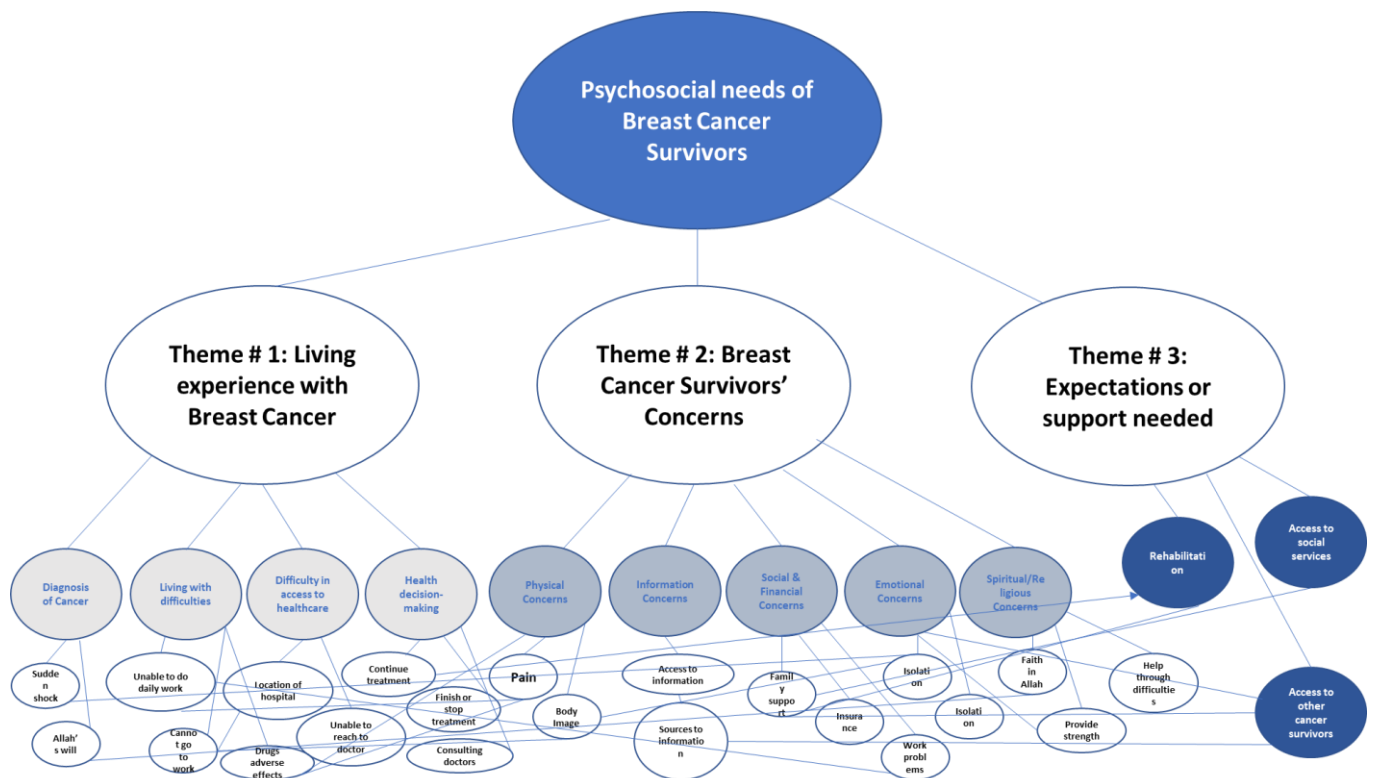 Psychosocial needs of
Breast Cancer
Survivors
Theme # 1: Living
experience with
Breast Cancer
Theme # 2: Breast
Cancer Survivors’
Concerns
Theme # 3:
Expectations or
support needed
Diagnosis
of Cancer
Living with
difficulties
Difficulty in
access to
healthcare
Health
decision-
making
Physical
Concerns
Information
Concerns
Social &
Financial
Concerns
Emotional
Concerns
Spiritual/Re
ligious
Concerns
Rehabilitati
on
Access to
social
services
Sudde
n
shock
Unable to do
daily work
Location of
hospital
Continue
treatment
Pain
Access to
information
Famil
y
suppo
rt
Isolati
on
Faith
in
Allah
Help
through
difficultie
s
Allah’
s will
Canno
t go to
work
Drugs
adverse
effects
Unable to
reach to
doctor
Finish or
stop
treatment
Consulting
doctors
Body
Image
Sources to
informatio
n
Insura
nce
Work
probl
ems
Isolati
on
Provide
strength
Access to
other
cancer
survivors